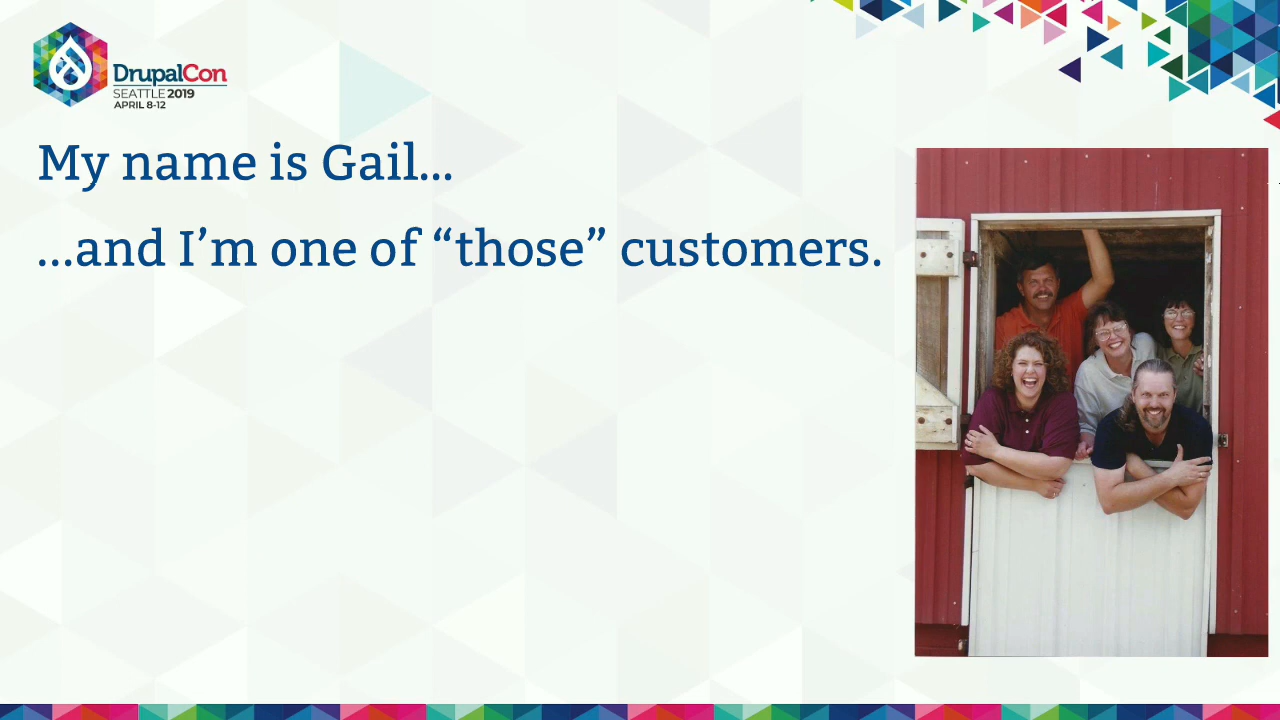 DrupalCon
SEATTLE 2019
APRIL 8-12
My name is Gail...
...and I’m one of “those” customers.